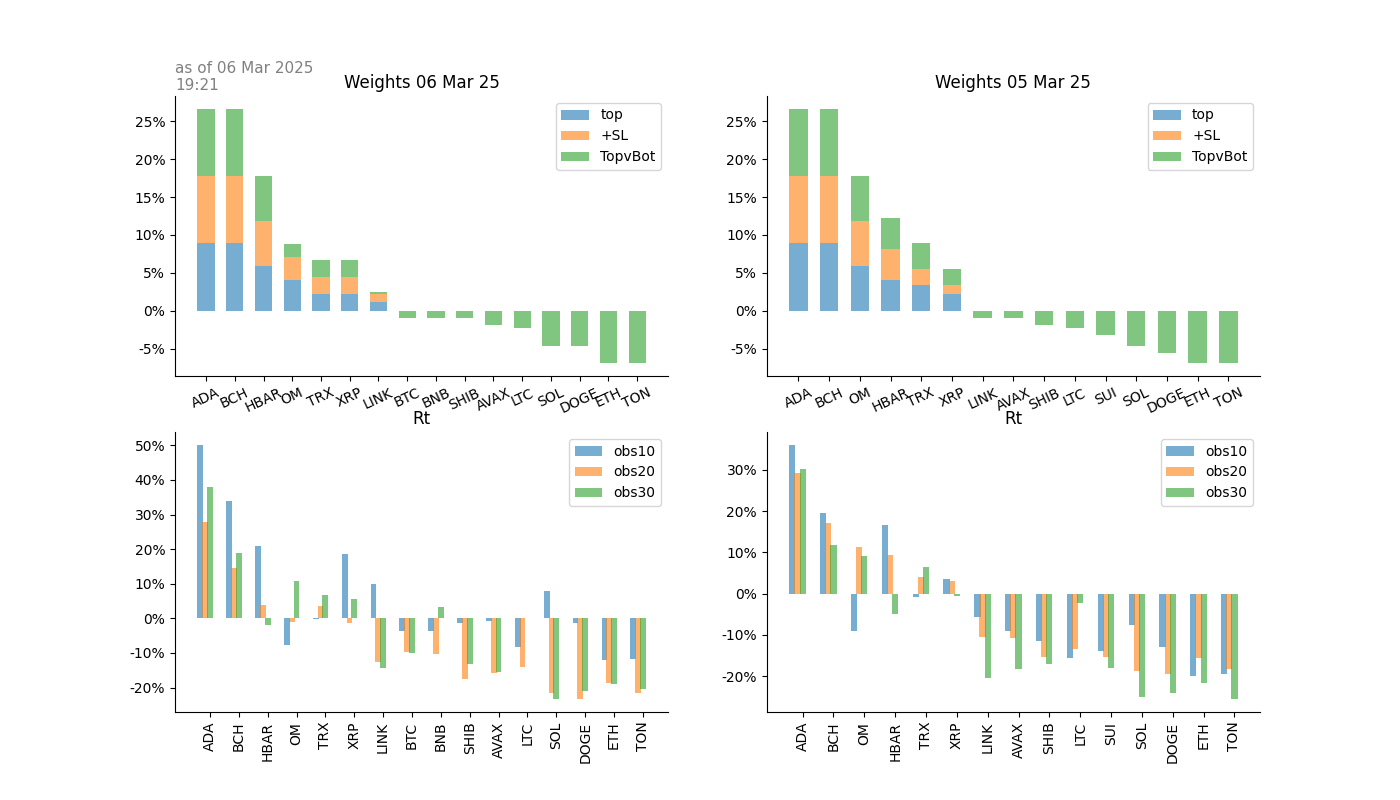 as of 06 Mar 2025
19:21
Weights 06 Mar 25
25%
20%
15%
10%
5%
0%
-5%
top
+SL
TopvBot
ADA BCH HBAR OM TRX XRP LINK BTC BNB SHIB AVAX LTC SOL DOGE ETH TON
Weights 05 Mar 25
25%
20%
15%
10%
5%
0%
-5%
top
+SL
TopvBot
ADA BCH OM HBAR TRX XRP LINK AVAX SHIB LTC SUI SOL DOGE ETH TON
Rt
50%
40%
30%
20%
10%
0%
-10%
-20%
obs10
obs20
obs30
ADA BCH HBAR OM TRX XRP LINK BTC BNB SHIB AVAX LTC SOL DOGE ETH TON
Rt
30%
20%
10%
0%
-10%
-20%
obs10
obs20
obs30
ADA BCH OM HBAR TRX XRP LINK AVAX SHIB LTC SUI SOL DOGE ETH TON